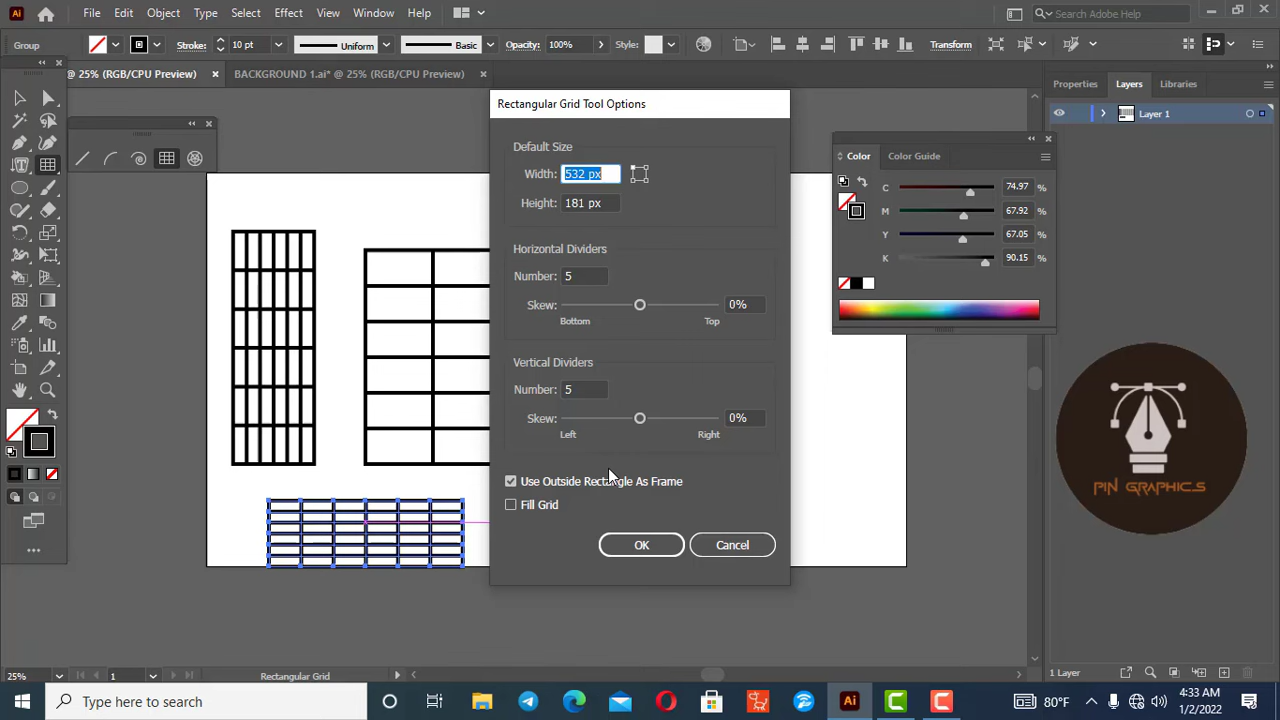 Ai File Edit Object Type Select Effect View Window Help Search Adobe Help
Group Stroke: 10 pt Uniform Basic Opacity: 100% Style: Transform
@ 25% (RGB/CPU Preview) × BACKGROUND 1.ai* @ 25% (RGB/CPU Preview) ×
Properties Layers Libraries
Layer 1
Rectangular Grid Tool Options
Default Size
Width: 532 px
Height: 181 px
Horizontal Dividers
Number: 5
Skew: 0%
Bottom Top
Vertical Dividers
Number: 5
Skew: 0%
Left Right
Use Outside Rectangle As Frame
Fill Grid
OK Cancel
Color Color Guide
C 74.97 %
M 67.92 %
Y 67.05 %
K 90.15 %
PIN GRAPHICS
25% 1 Rectangular Grid
1 Layer
Type here to search
Ai
80°F
4:33 AM
1/2/2022